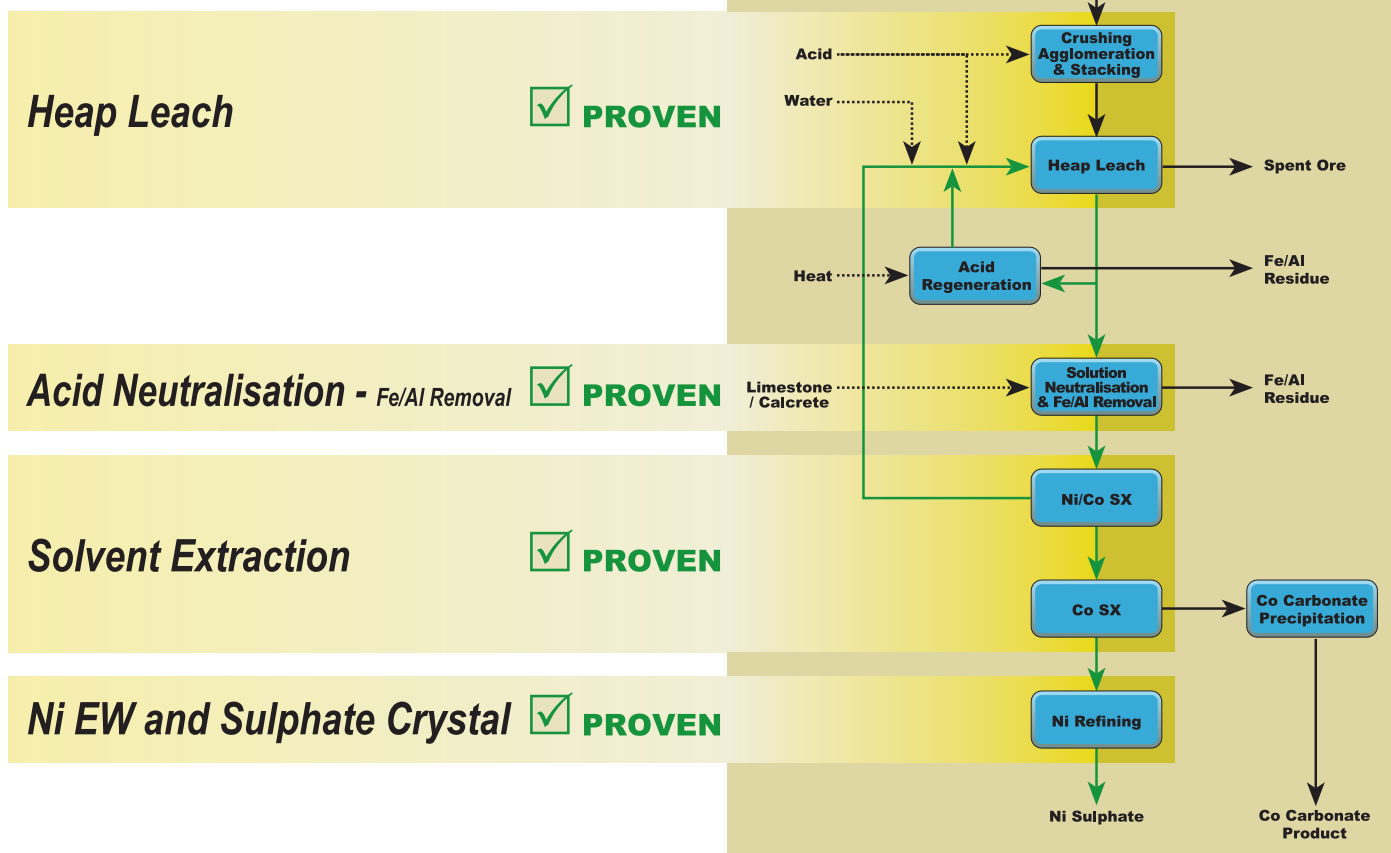 Heap Leach
PROVEN
Acid
Water
Crushing
Agglomeration
& Stacking
Heap Leach
Spent Ore
Heat
Acid
Regeneration
Fe/Al
Residue
Acid Neutralisation - Fe/Al Removal
PROVEN
Limestone
/ Calcrete
Solution
Neutralisation
& Fe/Al Removal
Fe/Al
Residue
Solvent Extraction
PROVEN
Ni/Co SX
Co SX
Co Carbonate
Precipitation
Ni EW and Sulphate Crystal
PROVEN
Ni Refining
Ni Sulphate
Co Carbonate
Product